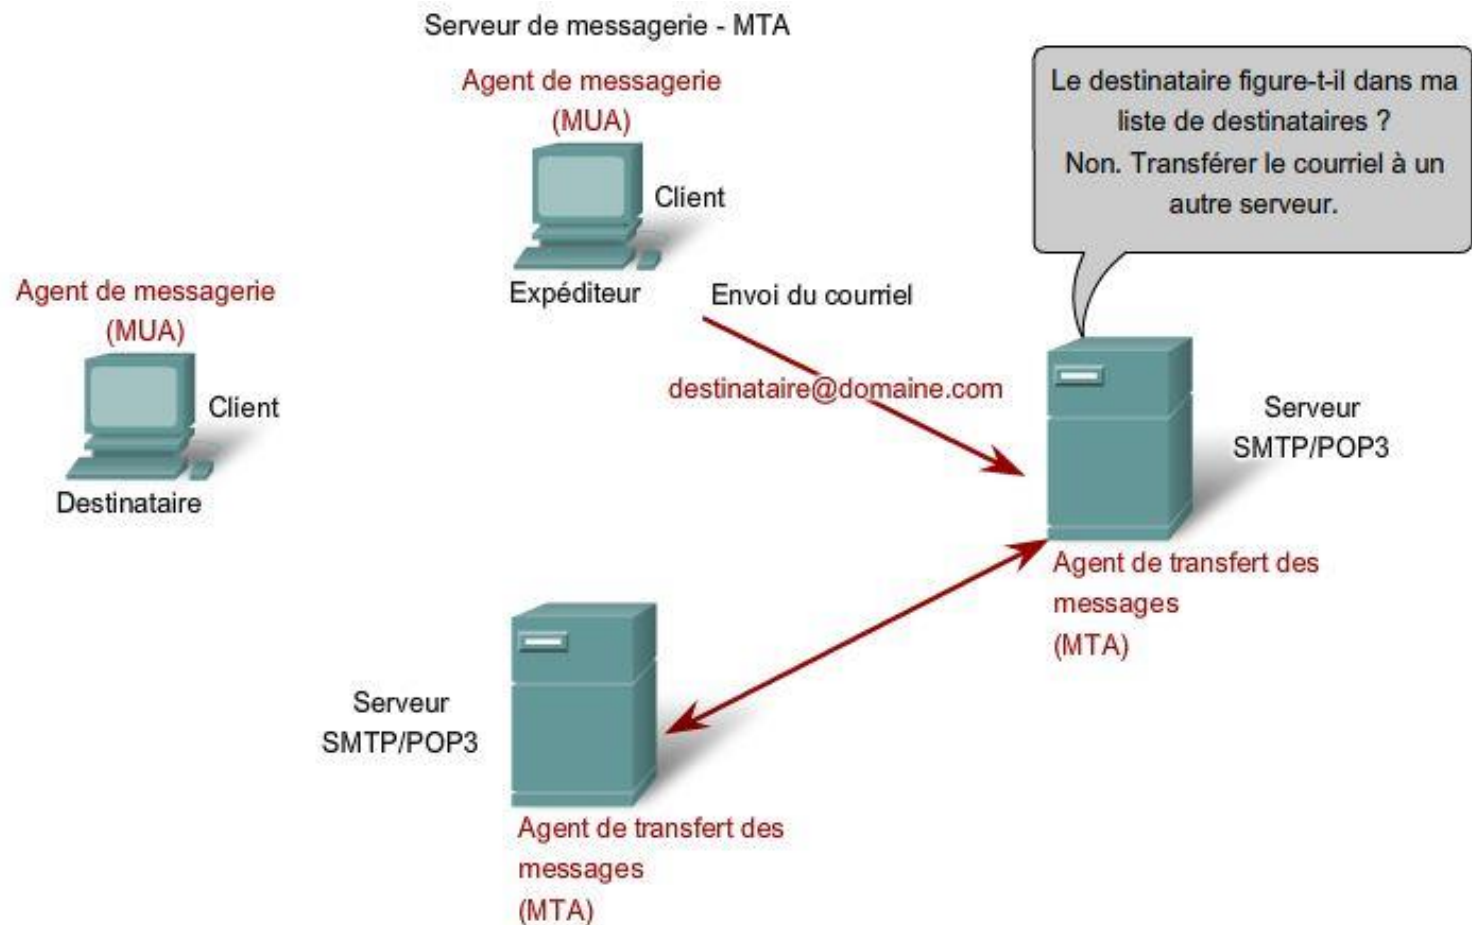 Serveur de messagerie - MTA
Agent de messagerie
(MUA)
Client
Expéditeur
Envoi du courriel
destinataire@domaine.com
Le destinataire figure-t-il dans ma
liste de destinataires ?
Non. Transférer le courriel à un
autre serveur.
Agent de messagerie
(MUA)
Client
Destinataire
Serveur
SMTP/POP3
Agent de transfert des
messages
(MTA)
Serveur
SMTP/POP3
Agent de transfert des
messages
(MTA)